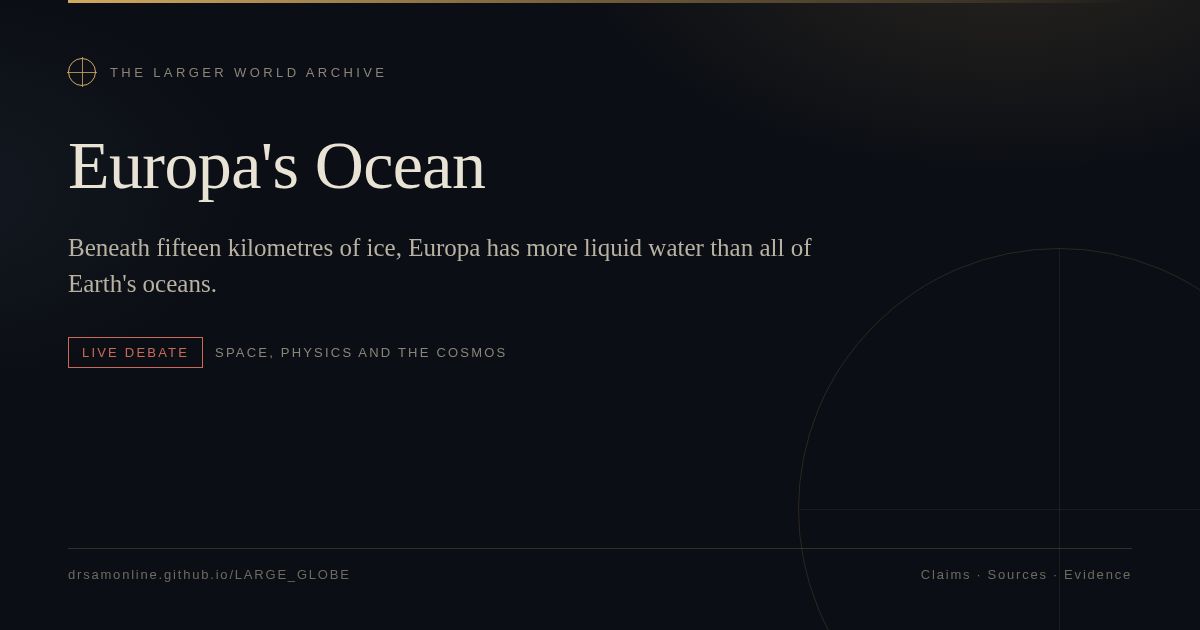 THE LARGER WORLD ARCHIVE
Europa's Ocean
Beneath fifteen kilometres of ice, Europa has more liquid water than all of
Earth's oceans.
LIVE DEBATE SPACE, PHYSICS AND THE COSMOS
drsamonline.github.io/LARGE_GLOBE Claims · Sources · Evidence